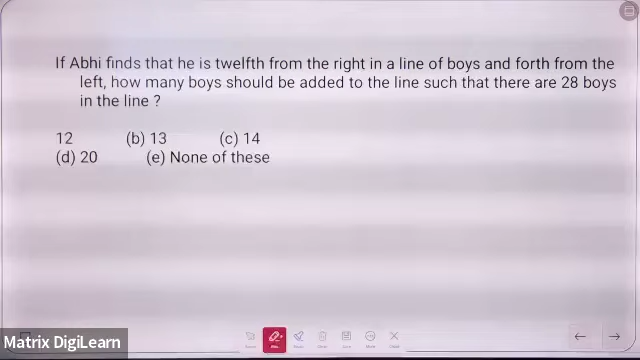 If Abhi finds that he is twelfth from the right in a line of boys and forth from the
left, how many boys should be added to the line such that there are 28 boys
in the line ?
12 (b) 13 (c) 14
(d) 20 (e) None of these
Matrix DigiLearn